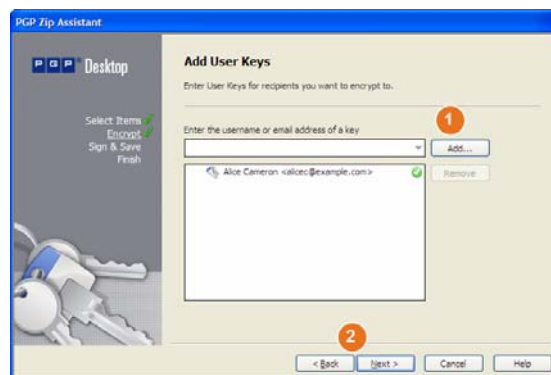 PGP Zip Assistant
PGP Desktop
Select Items
Encrypt
Sign & Save
Finish
Add User Keys
Enter User Keys for recipients you want to encrypt to.
1
Enter the username or email address of a key
Add...
Alice Cameron <alicec@example.com>
Remove
2
< Back
Next >
Cancel
Help